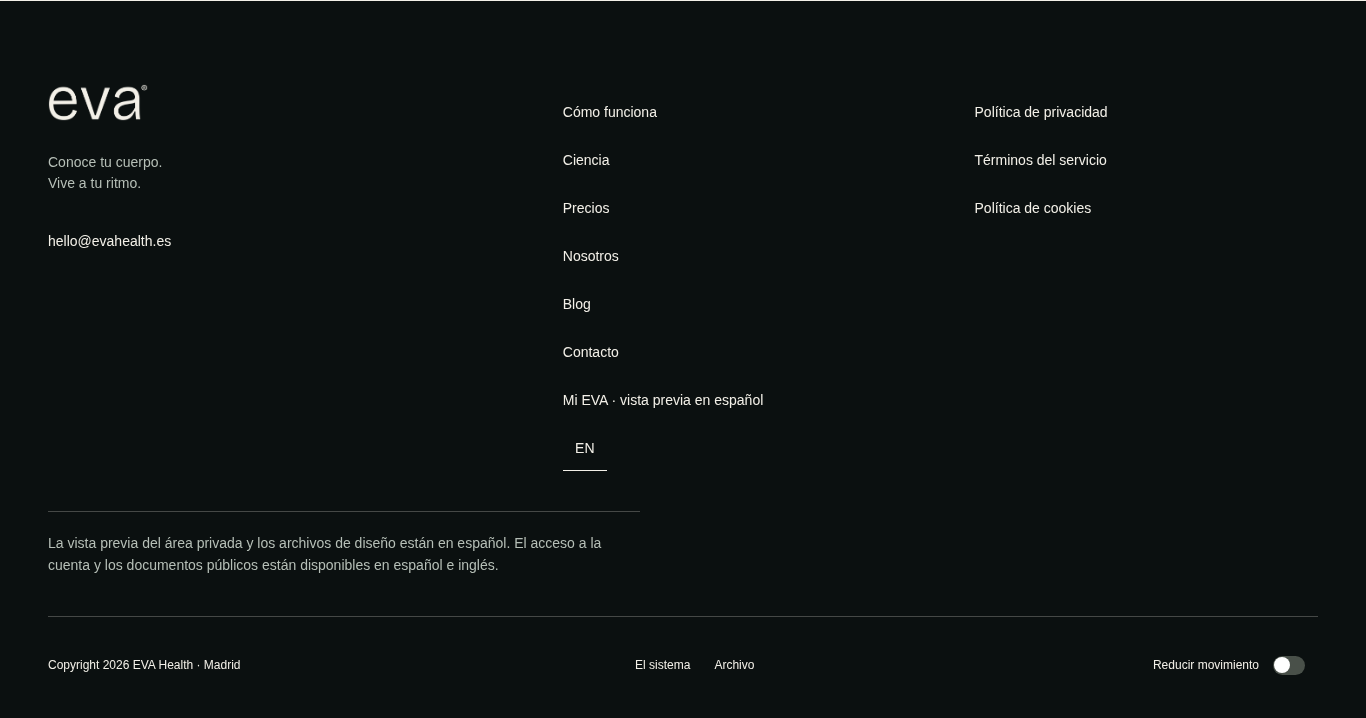 eva®
Conoce tu cuerpo.
Vive a tu ritmo.
hello@evahealth.es
Cómo funciona
Ciencia
Precios
Nosotros
Blog
Contacto
Mi EVA · vista previa en español
EN
Política de privacidad
Términos del servicio
Política de cookies
La vista previa del área privada y los archivos de diseño están en español. El acceso a la
cuenta y los documentos públicos están disponibles en español e inglés.
Copyright 2026 EVA Health · Madrid
El sistema
Archivo
Reducir movimiento